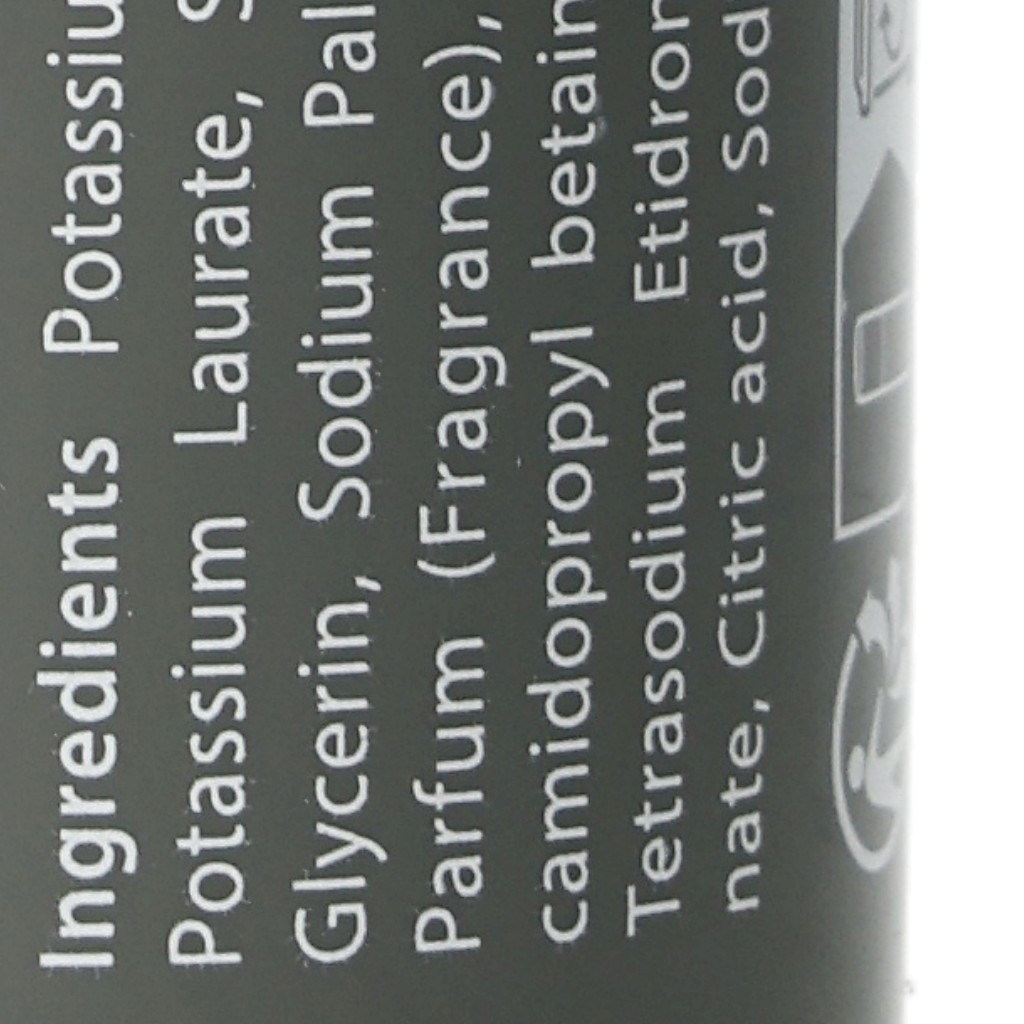 Ingredients Potassiu
Potassium Laurate, S
Glycerin, Sodium Pal
Parfum (Fragrance),
camidopropyl betain
Tetrasodium Etidron
nate, Citric acid, Sod